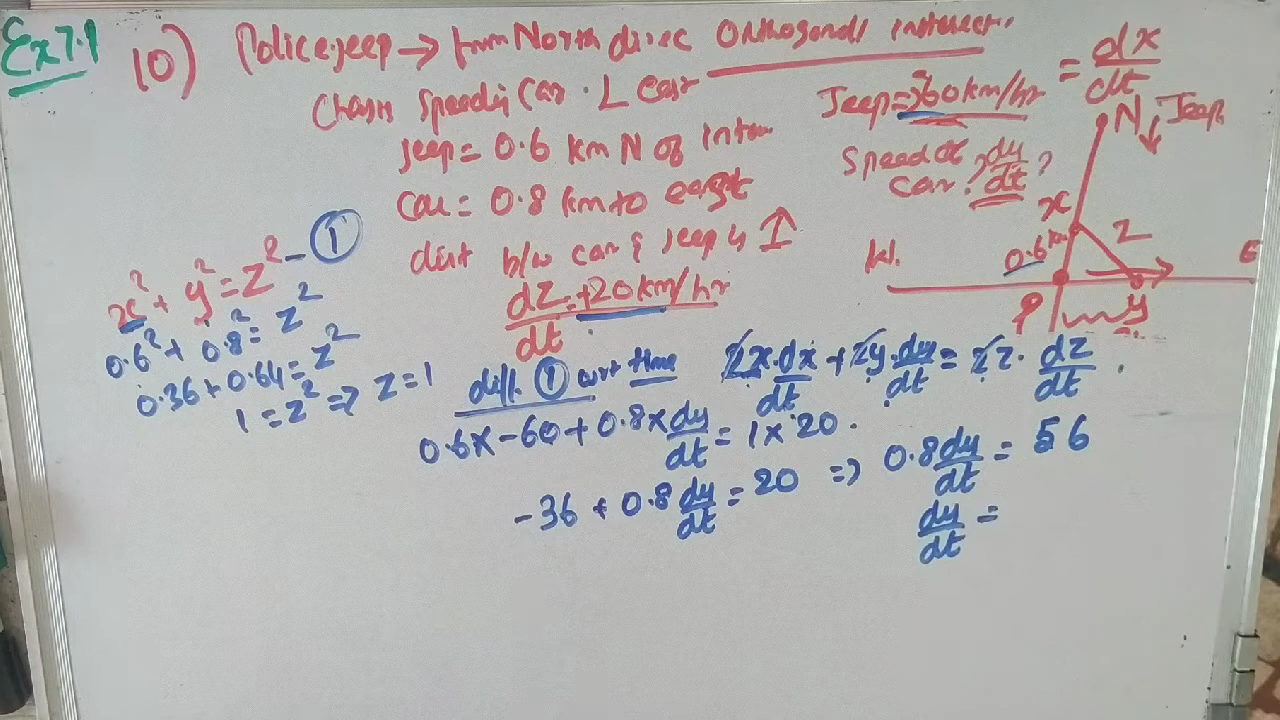 Ex 7.1
10) Police jeep → from North direc Orthogonal intersec.
Chasin Speedin Car. L East
jeep = 0.6 km N of inter
car = 0.8 km to east
dist b/w car & jeep is ↑
dz/dt = +20 km/hr
Jeep = -60 km/hr = dx/dt
Speed of car? dy/dt?
N ↓ Jeep
x
0.6 km
z
W.
E
P
y
x² + y² = z² - ①
0.6² + 0.8² = z²
0.36 + 0.64 = z²
1 = z² => z = 1
diff. ① wrt time 2x.dx/dt + 2y.dy/dt = 2z.dz/dt
0.6 x -60 + 0.8 x dy/dt = 1 x 20.
-36 + 0.8 dy/dt = 20 => 0.8 dy/dt = 56
dy/dt =